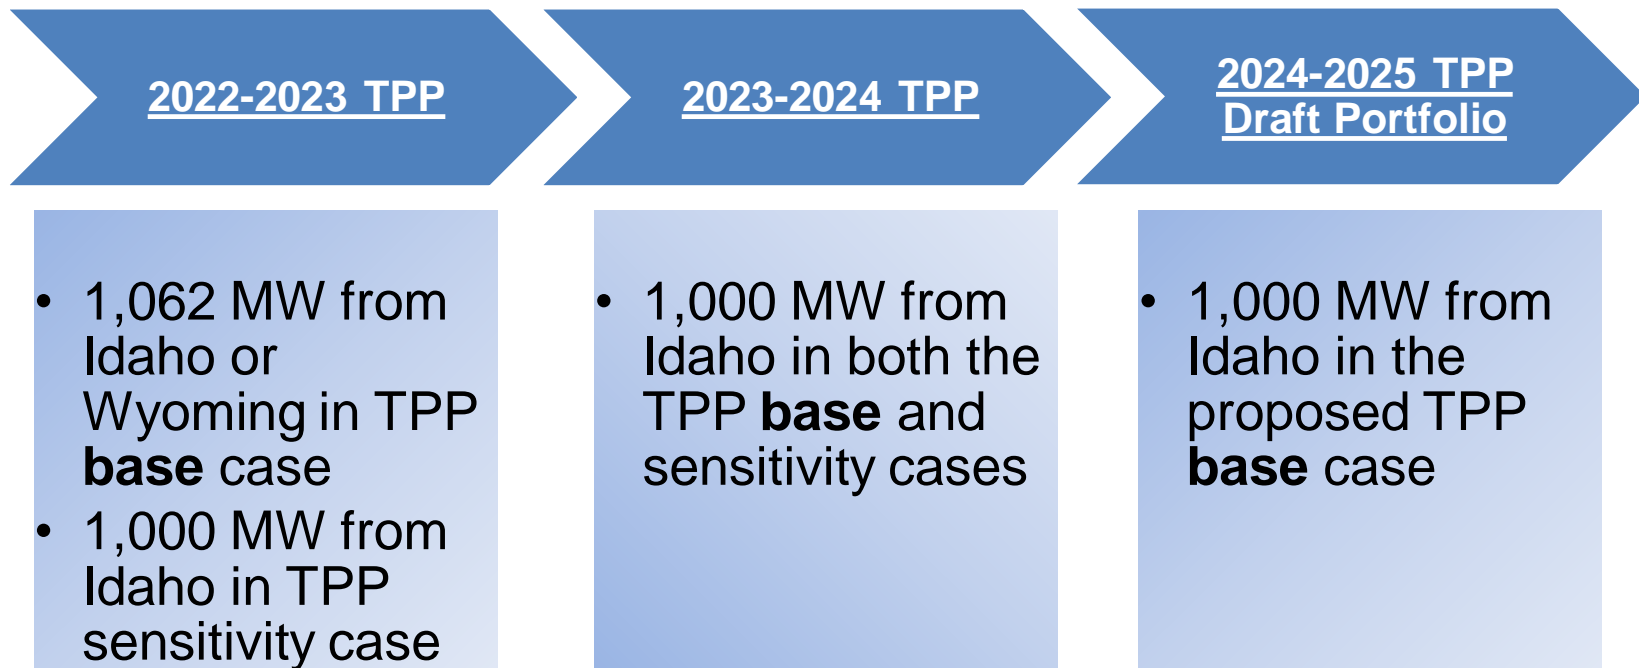 2022-2023 TPP
2023-2024 TPP
2024-2025 TPP
Draft Portfolio
• 1,062 MW from
Idaho or
Wyoming in TPP
base case
• 1,000 MW from
Idaho in TPP
sensitivity case
• 1,000 MW from
Idaho in both the
TPP base and
sensitivity cases
• 1,000 MW from
Idaho in the
proposed TPP
base case